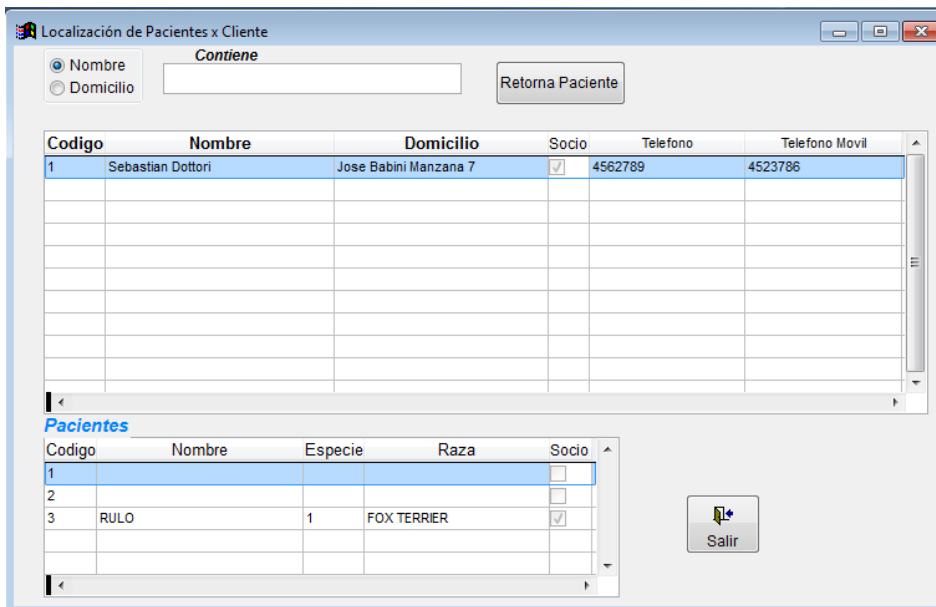 Localización de Pacientes x Cliente
Nombre
Contiene
Domicilio
Retorna Paciente
Codigo Nombre Domicilio Socio Telefono Telefono Movil
1 Sebastian Dottori Jose Babini Manzana 7 4562789 4523786
Pacientes
Codigo Nombre Especie Raza Socio
1
2
3 RULO 1 FOX TERRIER
Salir